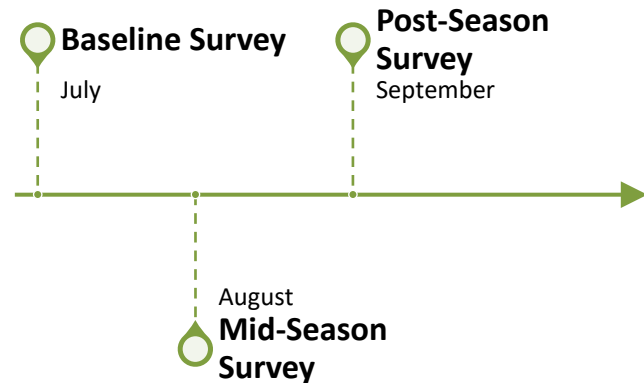 Baseline Survey
July
Post-Season
Survey
September
August
Mid-Season
Survey